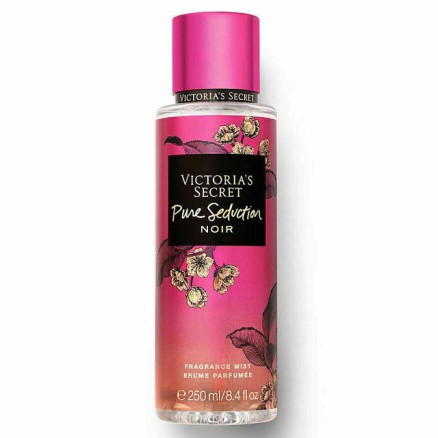 VICTORIA'S SECRET
VICTORIA'S
SECRET
Pure Seduction
NOIR
FRAGRANCE MIST
BRUME PARFUMÉE
℮ 250 ml/8.4 fl oz